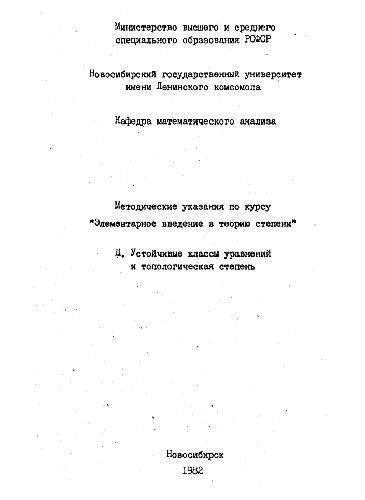 Министерство высшего и среднего
специального образования РСФСР
Новосибирский государственный университет
имени Ленинского комсомола
Кафедра математического анализа
Методические указания по курсу
"Элементарное введение в теорию степени"
Д. Устойчивые классы уравнений
и топологическая степень
Новосибирск
1982